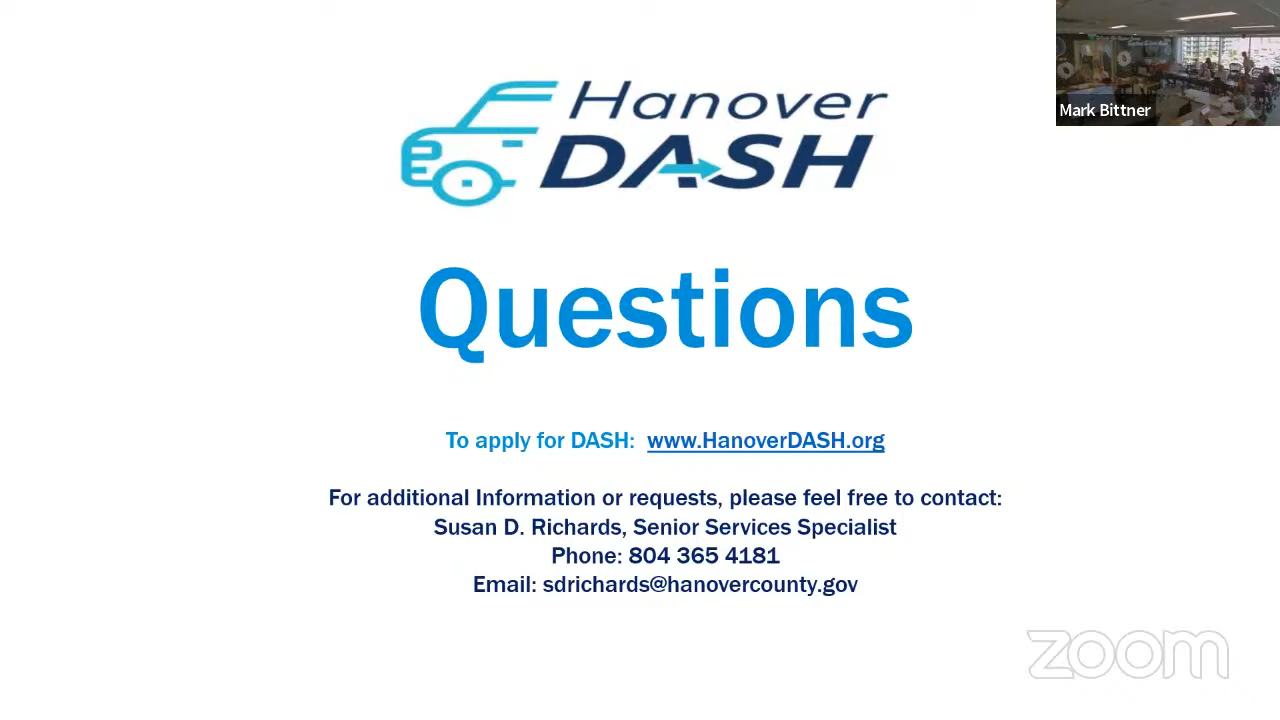 Mark Bittner
Hanover
DASH
Questions
To apply for DASH: www.HanoverDASH.org
For additional Information or requests, please feel free to contact:
Susan D. Richards, Senior Services Specialist
Phone: 804 365 4181
Email: sdrichards@hanovercounty.gov
zoom